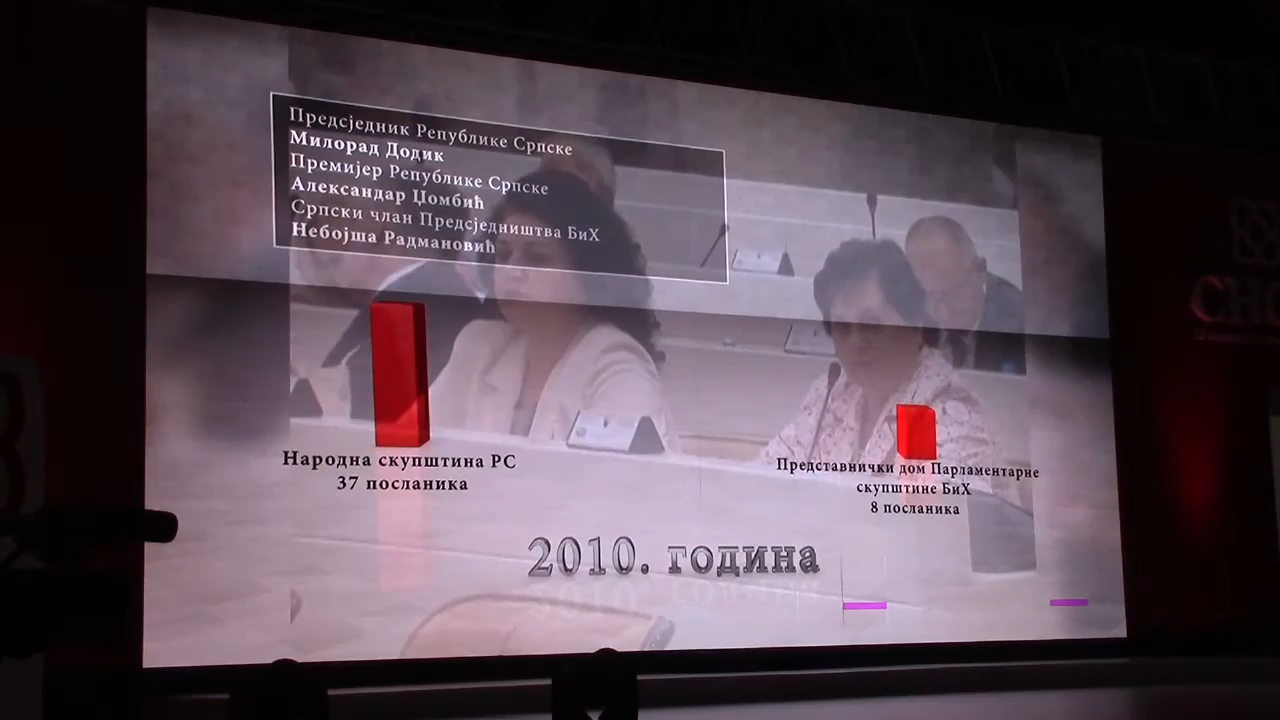 Предсједник Републике Српске
Милорад Додик
Премијер Републике Српске
Александар Џомбић
Српски члан Предсједништва БиХ
Небојша Радмановић
Народна скупштина РС
37 посланика
Представнички дом Парламентарне
скупштине БиХ
8 посланика
2010. година